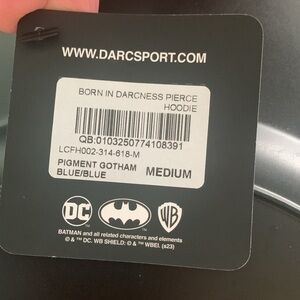 WWW.DARCSPORT.COM
BORN IN DARCNESS PIERCE
HOODIE
QB:0103250774108391
LCFH002-314-618-M
PIGMENT GOTHAM
BLUE/BLUE
MEDIUM
DC
WB
BATMAN and all related characters and elements
© & ™ DC. WB SHIELD: © & ™ WBEI. (s23)